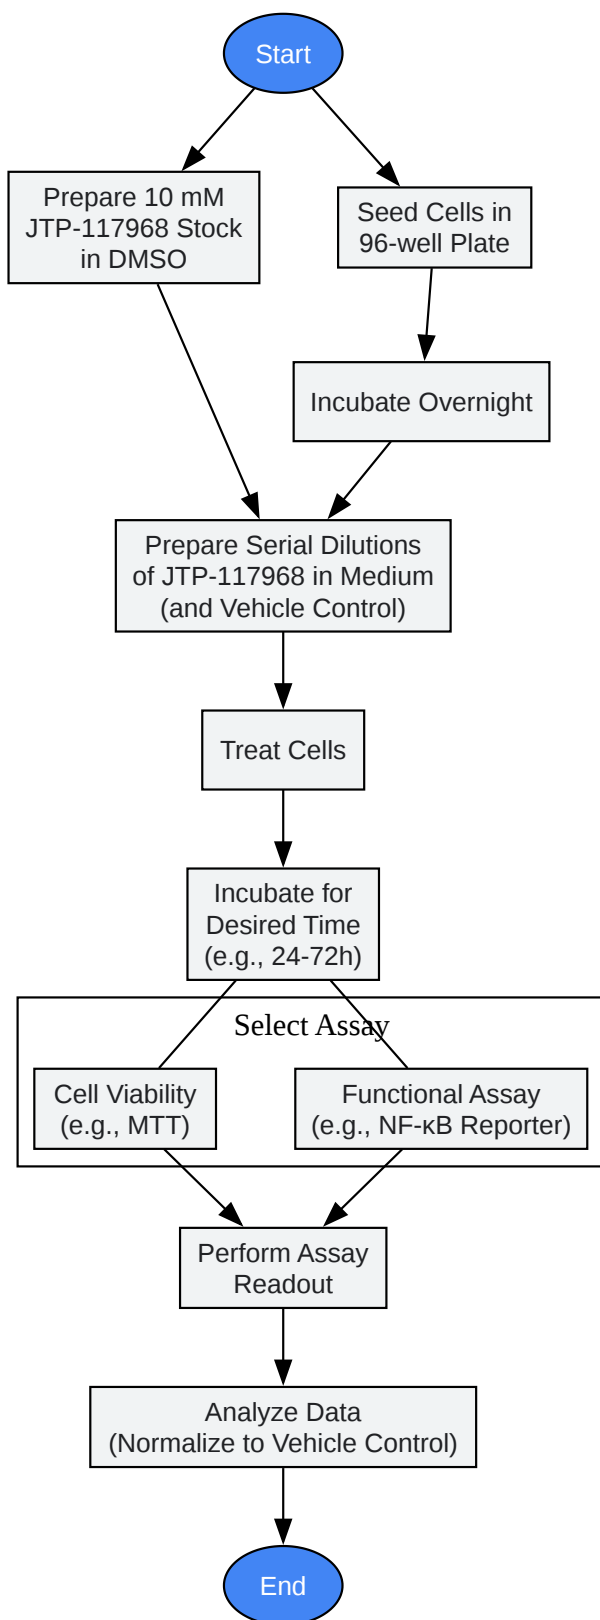 Start
Prepare 10 mM
JTP-117968 Stock
in DMSO
Seed Cells in
96-well Plate
Incubate Overnight
Prepare Serial Dilutions
of JTP-117968 in Medium
(and Vehicle Control)
Treat Cells
Incubate for
Desired Time
(e.g., 24-72h)
Select Assay
Cell Viability
(e.g., MTT)
Functional Assay
(e.g., NF-κB Reporter)
Perform Assay
Readout
Analyze Data
(Normalize to Vehicle Control)
End